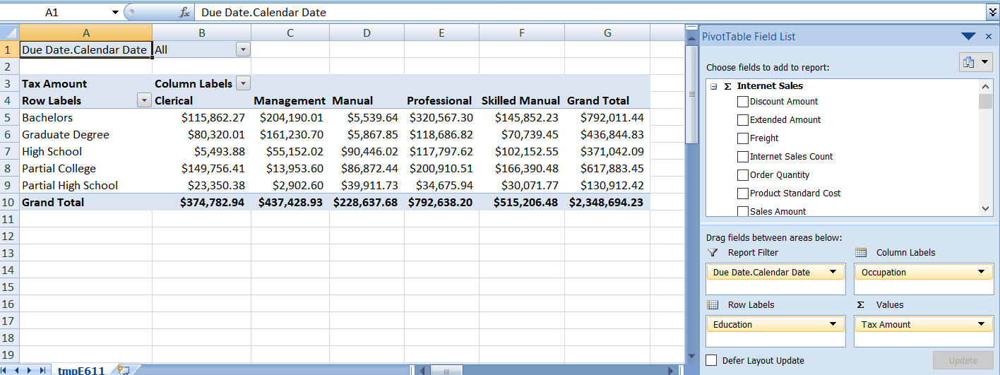 A1 fx Due Date.Calendar Date
A B C D E F G
1 Due Date.Calendar Date All
2
3 Tax Amount Column Labels
4 Row Labels Clerical Management Manual Professional Skilled Manual Grand Total
5 Bachelors $115,862.27 $204,190.01 $5,539.64 $320,567.30 $145,852.23 $792,011.44
6 Graduate Degree $80,320.01 $161,230.70 $5,867.85 $118,686.82 $70,739.45 $436,844.83
7 High School $5,493.88 $55,152.02 $90,446.02 $117,797.62 $102,152.55 $371,042.09
8 Partial College $149,756.41 $13,953.60 $86,872.44 $200,910.51 $166,390.48 $617,883.45
9 Partial High School $23,350.38 $2,902.60 $39,911.73 $34,675.94 $30,071.77 $130,912.42
10 Grand Total $374,782.94 $437,428.93 $228,637.68 $792,638.20 $515,206.48 $2,348,694.23
11
12
13
14
15
16
17
18
19
tmpE611
PivotTable Field List
Choose fields to add to report:
Σ Internet Sales
Discount Amount
Extended Amount
Freight
Internet Sales Count
Order Quantity
Product Standard Cost
Sales Amount
Drag fields between areas below:
Report Filter Column Labels
Due Date.Calendar Date Occupation
Row Labels Σ Values
Education Tax Amount
Defer Layout Update Update